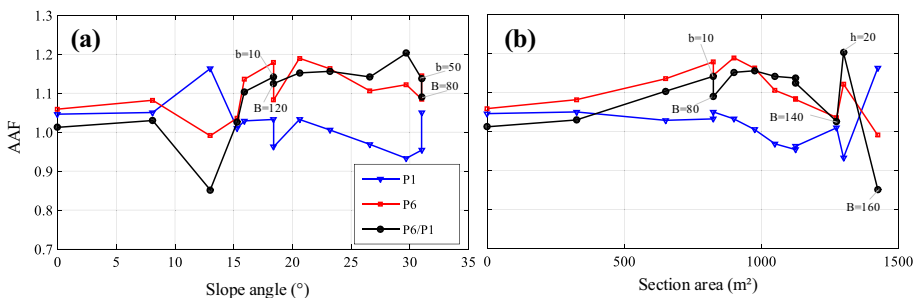 AAF
1.3
1.2
1.1
1.0
0.9
0.8
0.7
(a)
b=10
b=50
B=80
B=120
P1
P6
P6/P1
0 5 10 15 20 25 30 35
Slope angle (°)
(b)
b=10
h=20
B=80
B=140
B=160
0 500 1000 1500
Section area (m²)